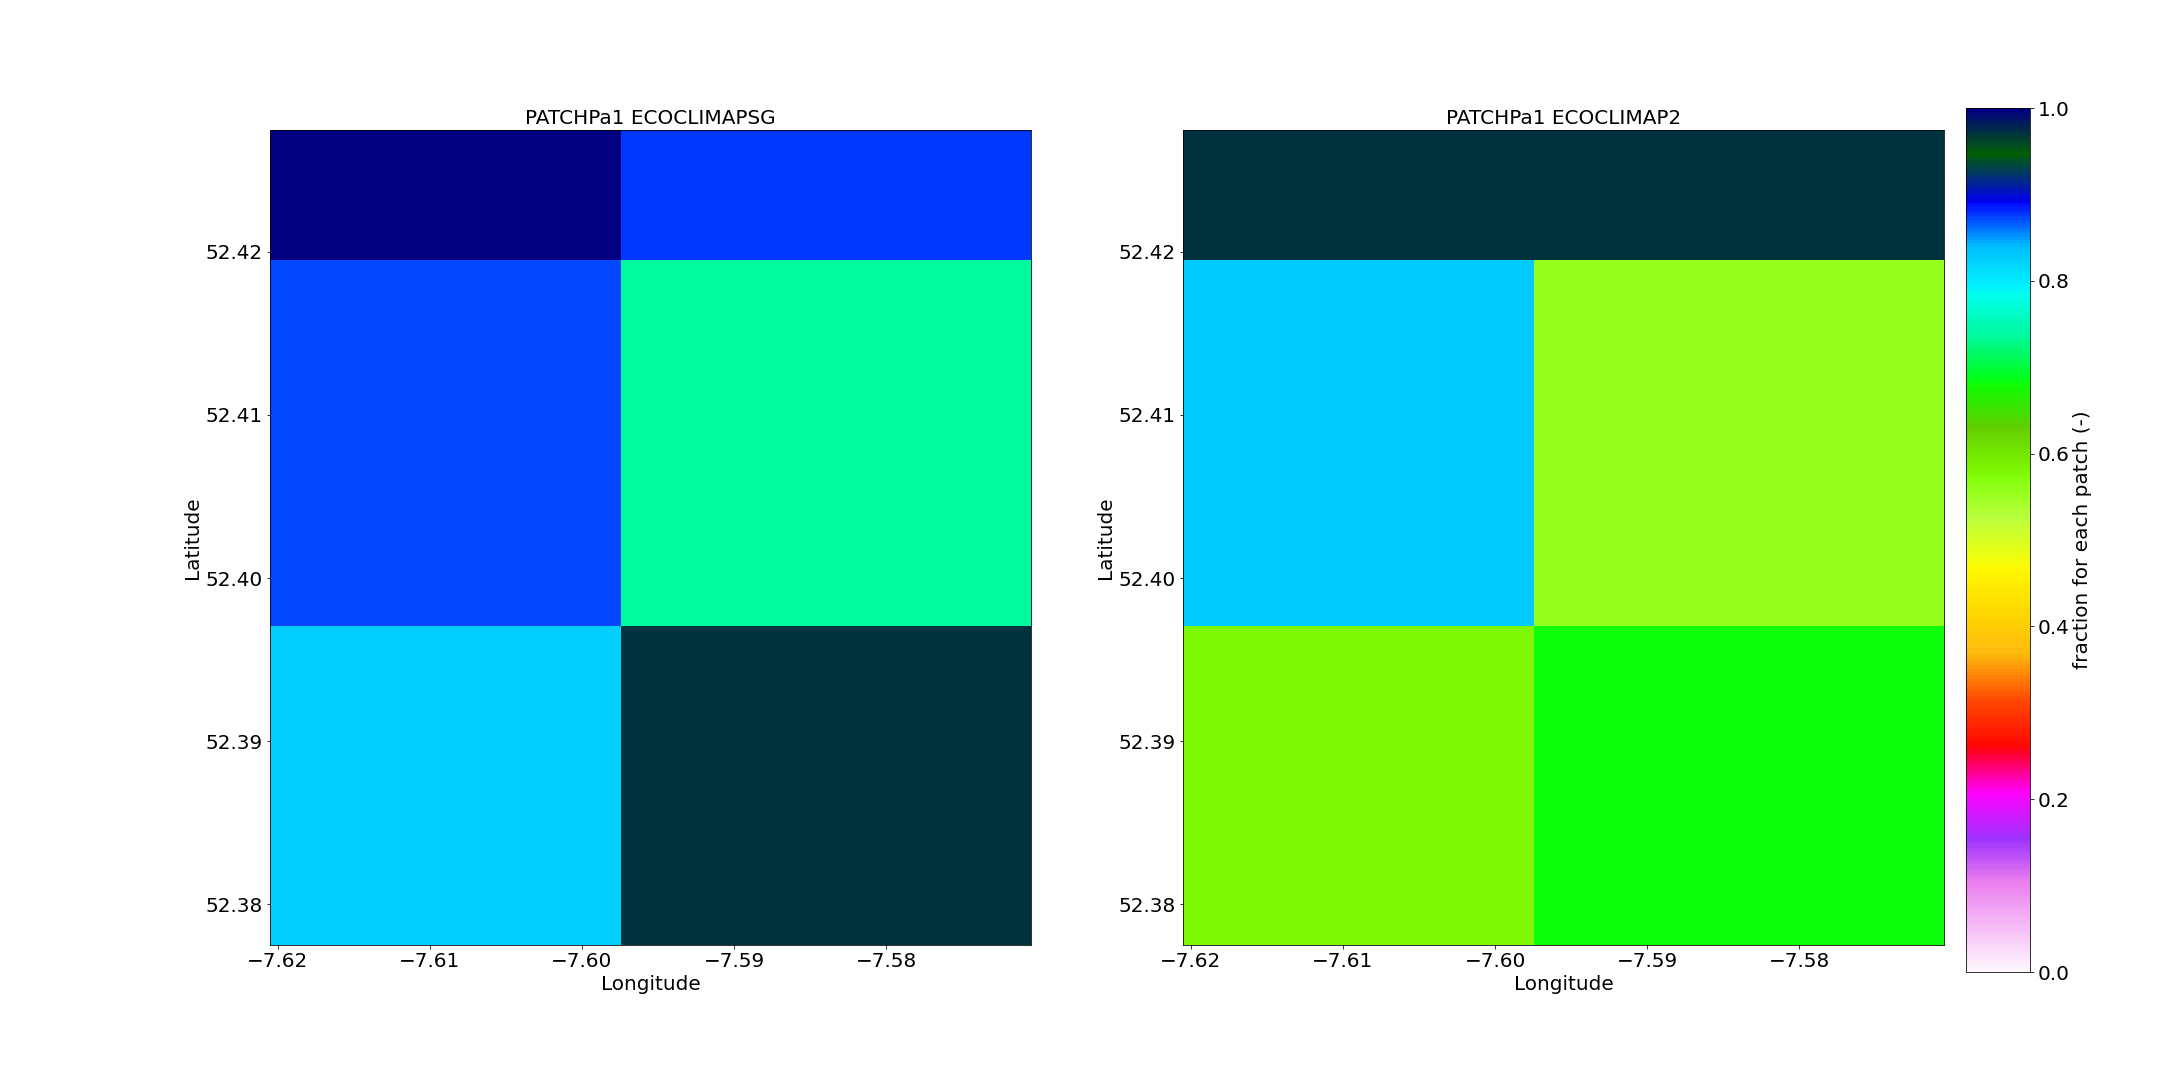 PATCHPa1 ECOCLIMAPSG
52.42
52.41
52.40
52.39
52.38
Latitude
−7.62 −7.61 −7.60 −7.59 −7.58
Longitude
PATCHPa1 ECOCLIMAP2
52.42
52.41
52.40
52.39
52.38
Latitude
−7.62 −7.61 −7.60 −7.59 −7.58
Longitude
1.0
0.8
0.6
0.4
0.2
0.0
fraction for each patch (-)